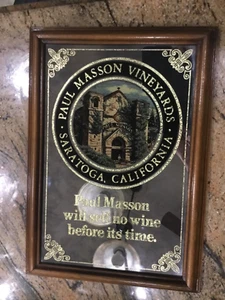 · PAUL MASSON VINEYARDS ·
SARATOGA, CALIFORNIA
Paul Masson
will sell no wine
before its time.